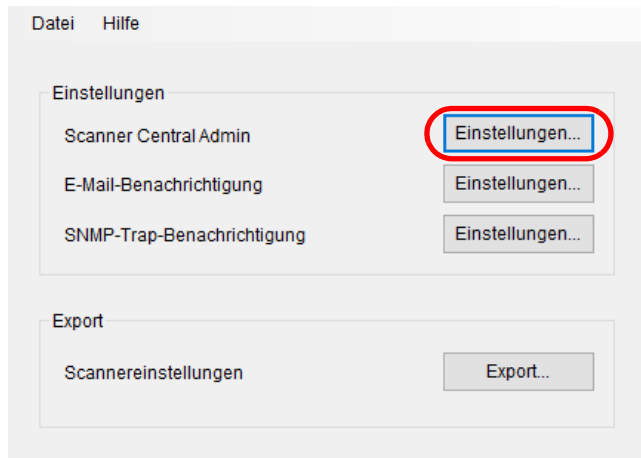 Datei Hilfe
Einstellungen
Scanner Central Admin Einstellungen...
E-Mail-Benachrichtigung Einstellungen...
SNMP-Trap-Benachrichtigung Einstellungen...
Export
Scannereinstellungen Export...